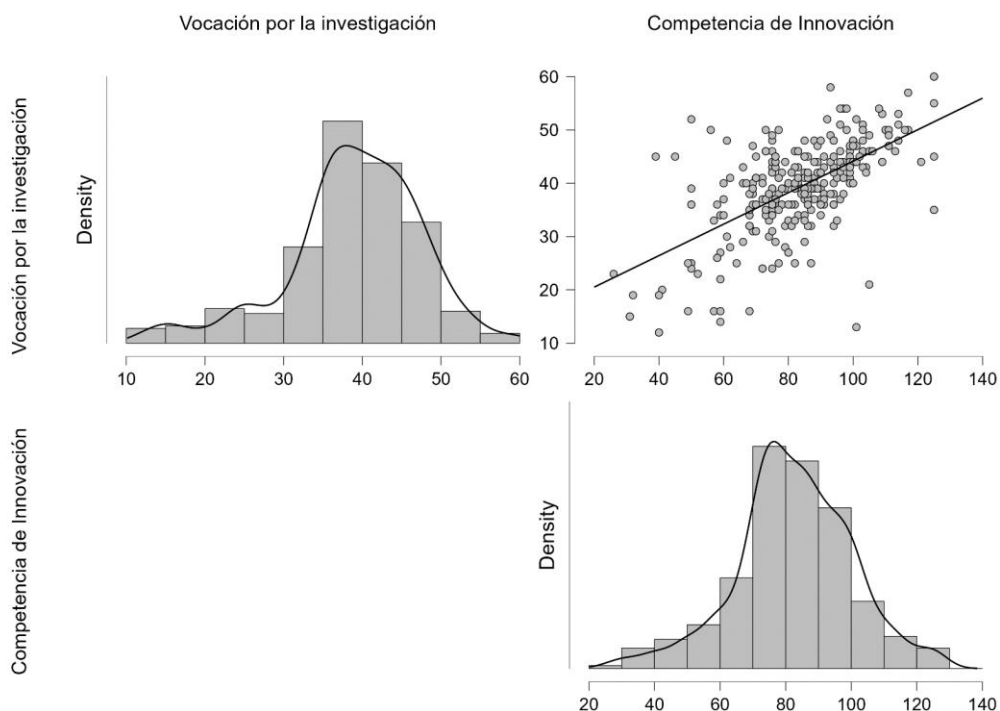 Vocación por la investigación
Competencia de Innovación
Vocación por la investigación
Density
10 20 30 40 50 60
60
50
40
30
20
10
20 40 60 80 100 120 140
Competencia de Innovación
Density
20 40 60 80 100 120 140